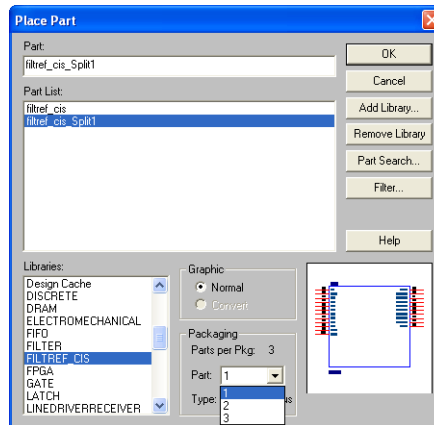 Place Part
Part:
filtref_cis_Split1
OK
Cancel
Part List:
filtref_cis
filtref_cis_Split1
Add Library...
Remove Library
Part Search...
Filter...
Help
Libraries:
Design Cache
DISCRETE
DRAM
ELECTROMECHANICAL
FIFO
FILTER
FILTREF_CIS
FPGA
GATE
LATCH
LINEDRIVERRECEIVER
Graphic
Normal
Convert
Packaging
Parts per Pkg: 3
Part: 1
1
2
3
Type: